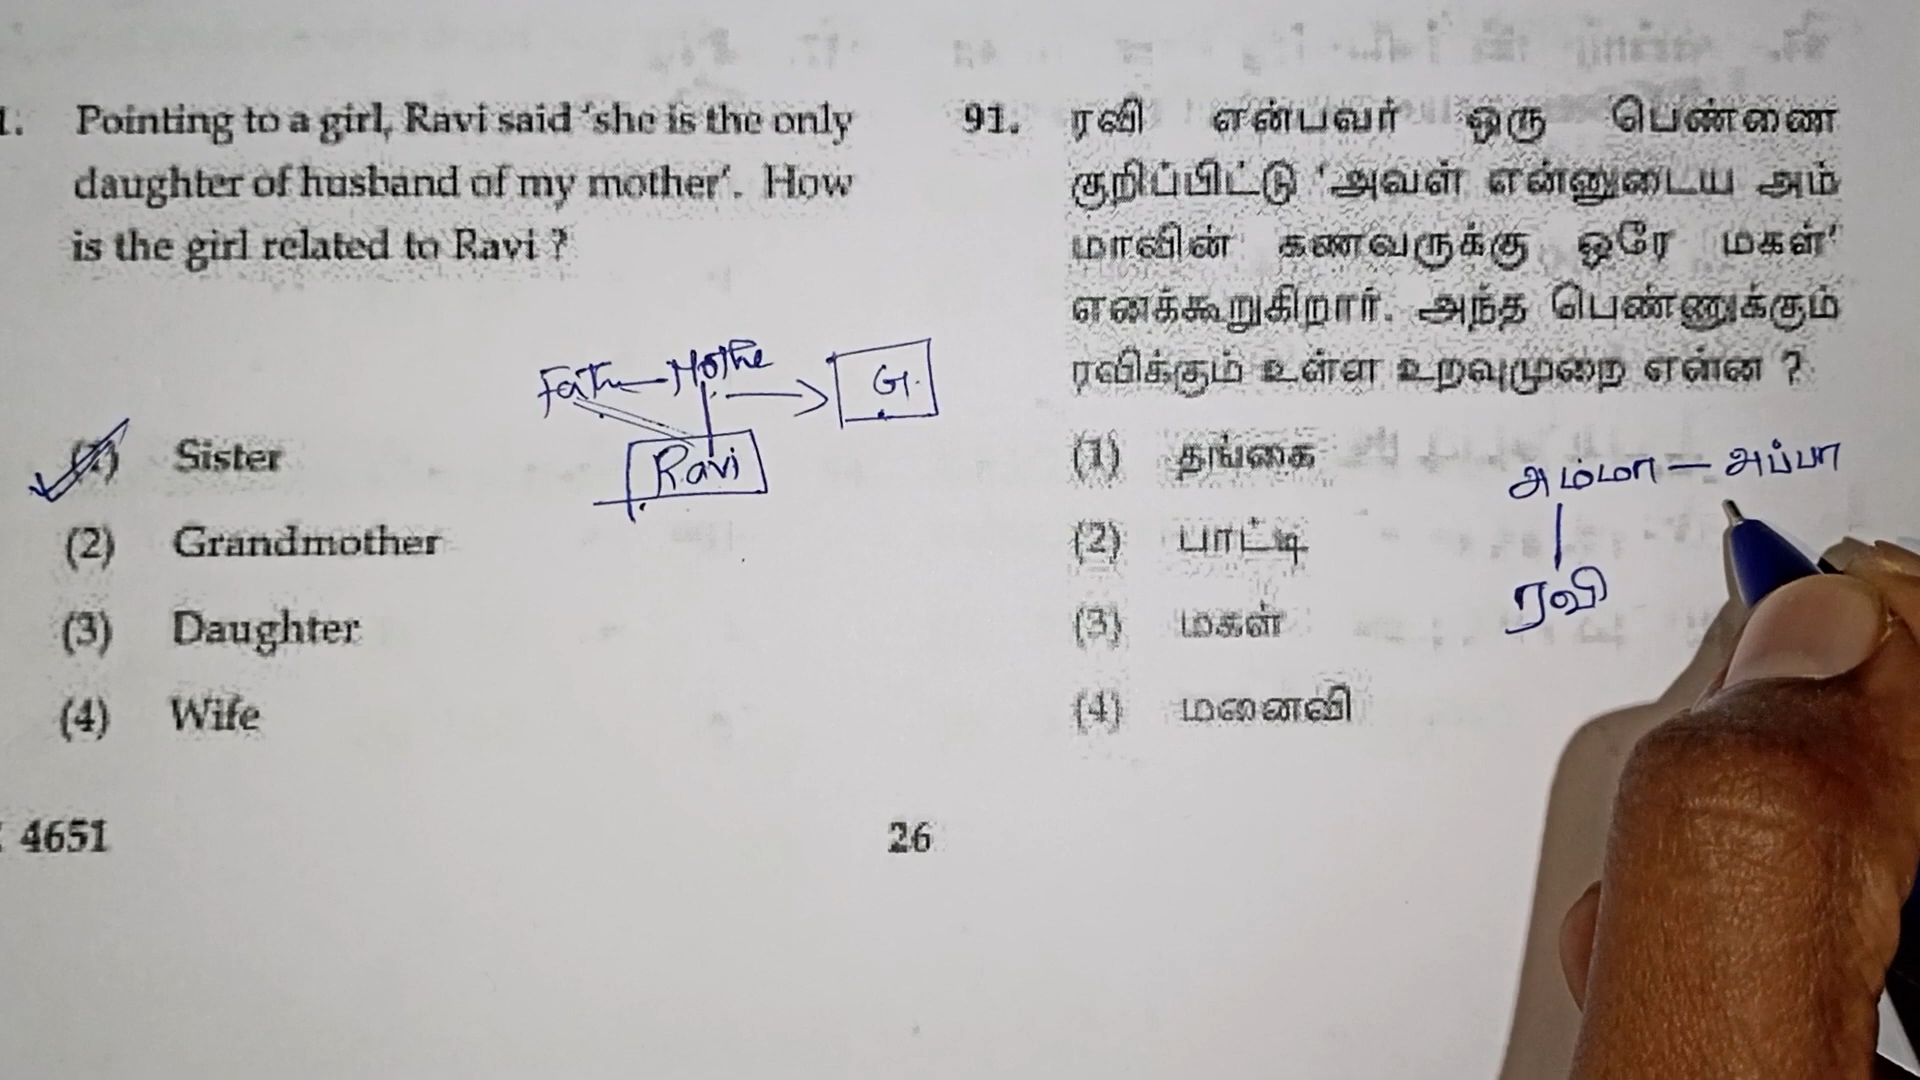 1. Pointing to a girl, Ravi said 'she is the only
daughter of husband of my mother'. How
is the girl related to Ravi ?
Fath — Mothe
G.
Ravi
(1) Sister
(2) Grandmother
(3) Daughter
(4) Wife
91. ரவி என்பவர் ஒரு பெண்ணை
குறிப்பிட்டு 'அவள் என்னுடைய அம்
மாவின் கணவருக்கு ஒரே மகள்'
எனக்கூறுகிறார். அந்த பெண்ணுக்கும்
ரவிக்கும் உள்ள உறவுமுறை என்ன ?
(1) தங்கை
(2) பாட்டி
(3) மகள்
(4) மனைவி
அம்மா — அப்பா
ரவி
4651
26